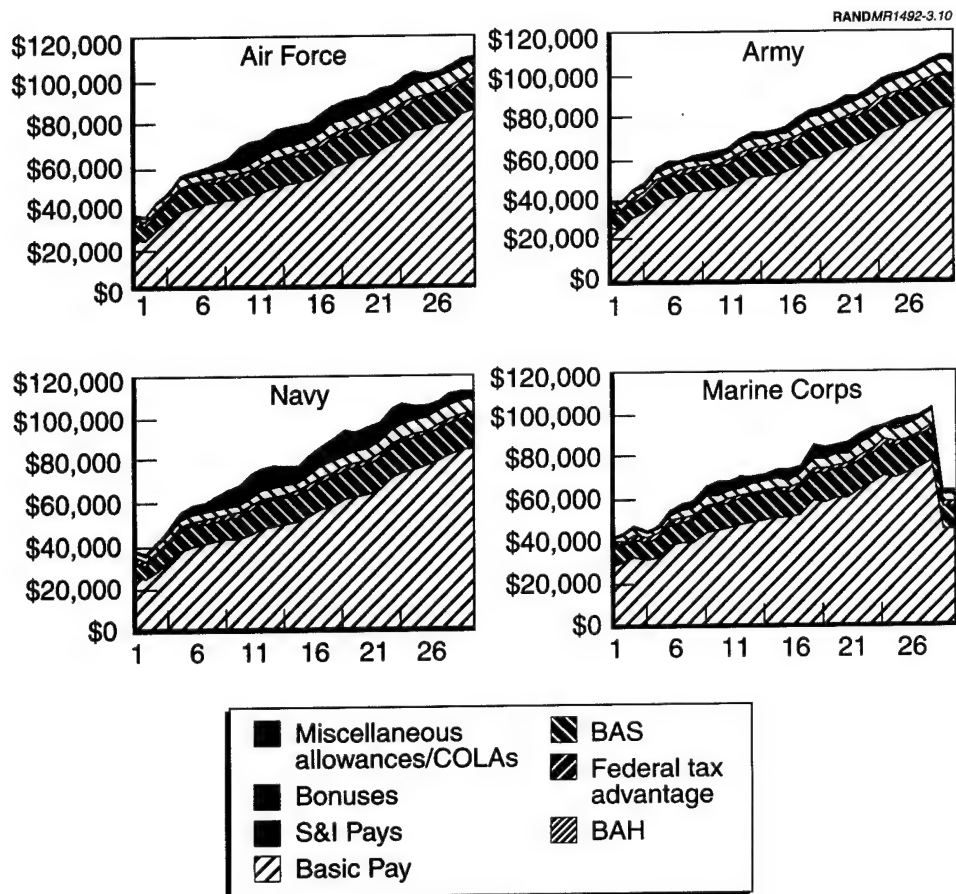 RANDMR1492-3.10
Air Force
$120,000
$100,000
$80,000
$60,000
$40,000
$20,000
$0
1 6 11 16 21 26
Army
$120,000
$100,000
$80,000
$60,000
$40,000
$20,000
$0
1 6 11 16 21 26
Navy
$120,000
$100,000
$80,000
$60,000
$40,000
$20,000
$0
1 6 11 16 21 26
Marine Corps
$120,000
$100,000
$80,000
$60,000
$40,000
$20,000
$0
1 6 11 16 21 26
Miscellaneous
allowances/COLAs
Bonuses
S&I Pays
Basic Pay
BAS
Federal tax
advantage
BAH